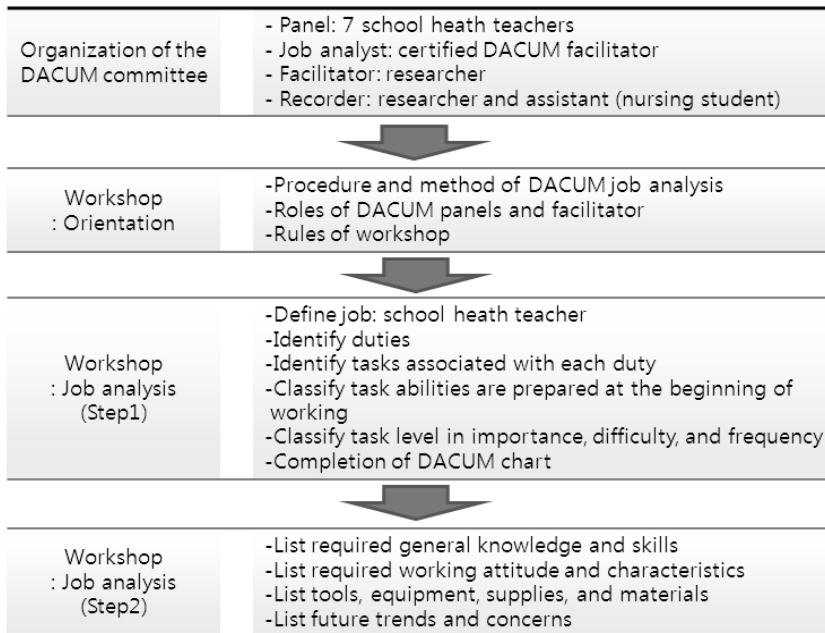 Organization of the
DACUM committee
- Panel: 7 school heath teachers
- Job analyst: certified DACUM facilitator
- Facilitator: researcher
- Recorder: researcher and assistant (nursing student)
Workshop
: Orientation
-Procedure and method of DACUM job analysis
-Roles of DACUM panels and facilitator
-Rules of workshop
Workshop
: Job analysis
(Step1)
-Define job: school heath teacher
-Identify duties
-Identify tasks associated with each duty
-Classify task abilities are prepared at the beginning of
working
-Classify task level in importance, difficulty, and frequency
-Completion of DACUM chart
Workshop
: Job analysis
(Step2)
-List required general knowledge and skills
-List required working attitude and characteristics
-List tools, equipment, supplies, and materials
-List future trends and concerns